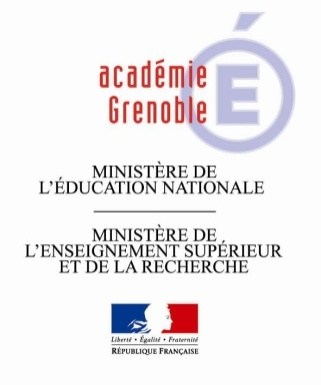 académie
Grenoble
É
MINISTÈRE DE
L'ÉDUCATION NATIONALE
MINISTÈRE DE
L'ENSEIGNEMENT SUPÉRIEUR
ET DE LA RECHERCHE
Liberté • Égalité • Fraternité
RÉPUBLIQUE FRANÇAISE